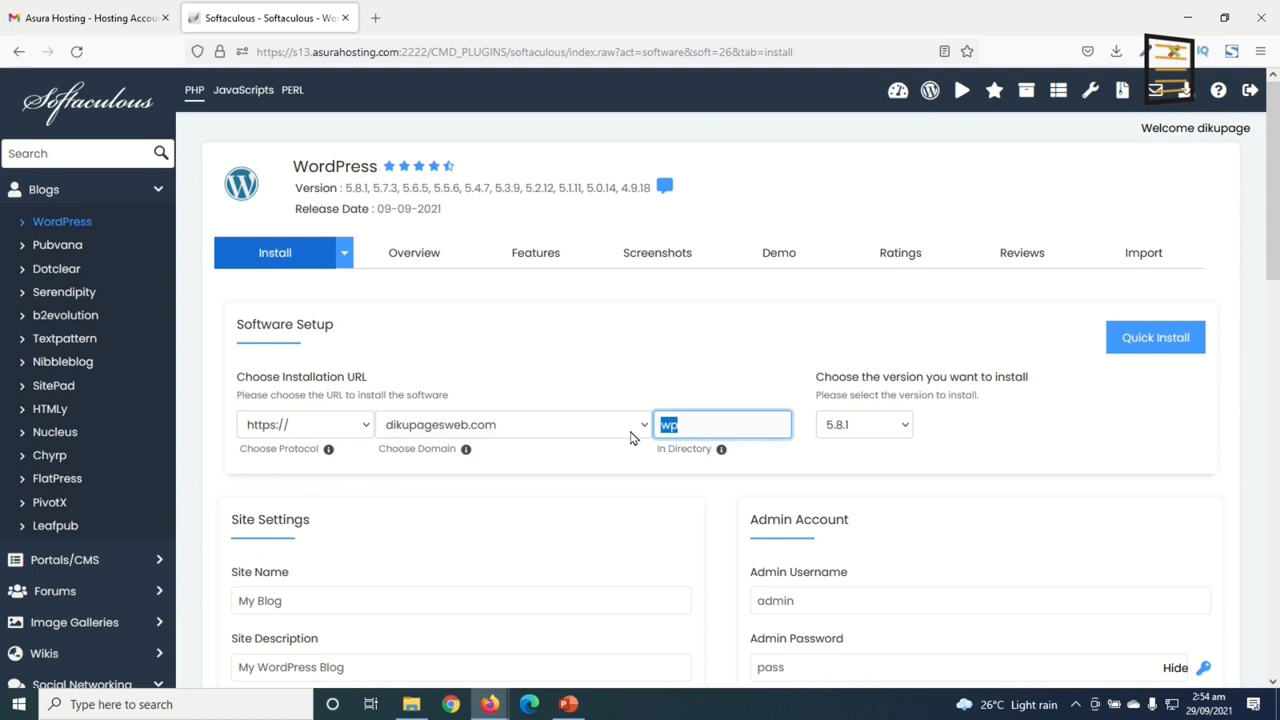 Asura Hosting - Hosting Accou
Softaculous - Softaculous - Wo
https://s13.asurahosting.com:2222/CMD_PLUGINS/softaculous/index.raw?act=software&soft=26&tab=install
IQ
Softaculous
PHP JavaScripts PERL
Welcome dikupage
Search
Blogs
WordPress
Pubvana
Dotclear
Serendipity
b2evolution
Textpattern
Nibbleblog
SitePad
HTMLy
Nucleus
Chyrp
FlatPress
PivotX
Leafpub
Portals/CMS
Forums
Image Galleries
Wikis
Social Networking
WordPress
Version : 5.8.1, 5.7.3, 5.6.5, 5.5.6, 5.4.7, 5.3.9, 5.2.12, 5.1.11, 5.0.14, 4.9.18
Release Date : 09-09-2021
Install Overview Features Screenshots Demo Ratings Reviews Import
Software Setup
Quick Install
Choose Installation URL
Please choose the URL to install the software
https:// dikupagesweb.com wp
Choose Protocol Choose Domain In Directory
Choose the version you want to install
Please select the version to install.
5.8.1
Site Settings
Site Name
My Blog
Site Description
My WordPress Blog
Admin Account
Admin Username
admin
Admin Password
pass Hide
Type here to search
26°C Light rain
2:54 am
29/09/2021